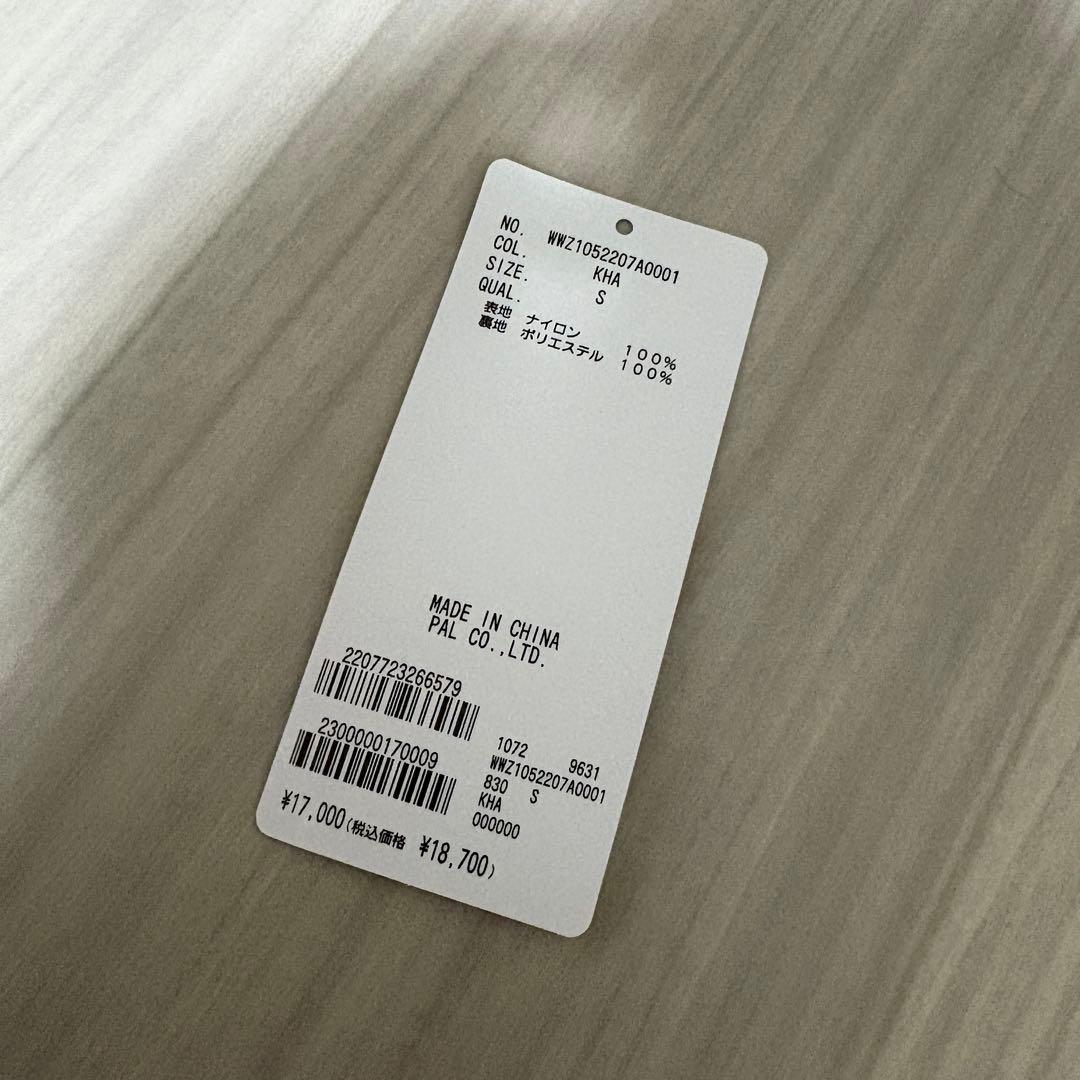 NO. WWZ1052207A0001
COL. KHA
SIZE. S
QUAL.
表地 ナイロン 100%
裏地 ポリエステル 100%
MADE IN CHINA
PAL CO.,LTD.
2207723266579
2300000170009
1072 9631
WWZ1052207A0001
830 S
KHA
000000
¥17,000(税込価格 ¥18,700)